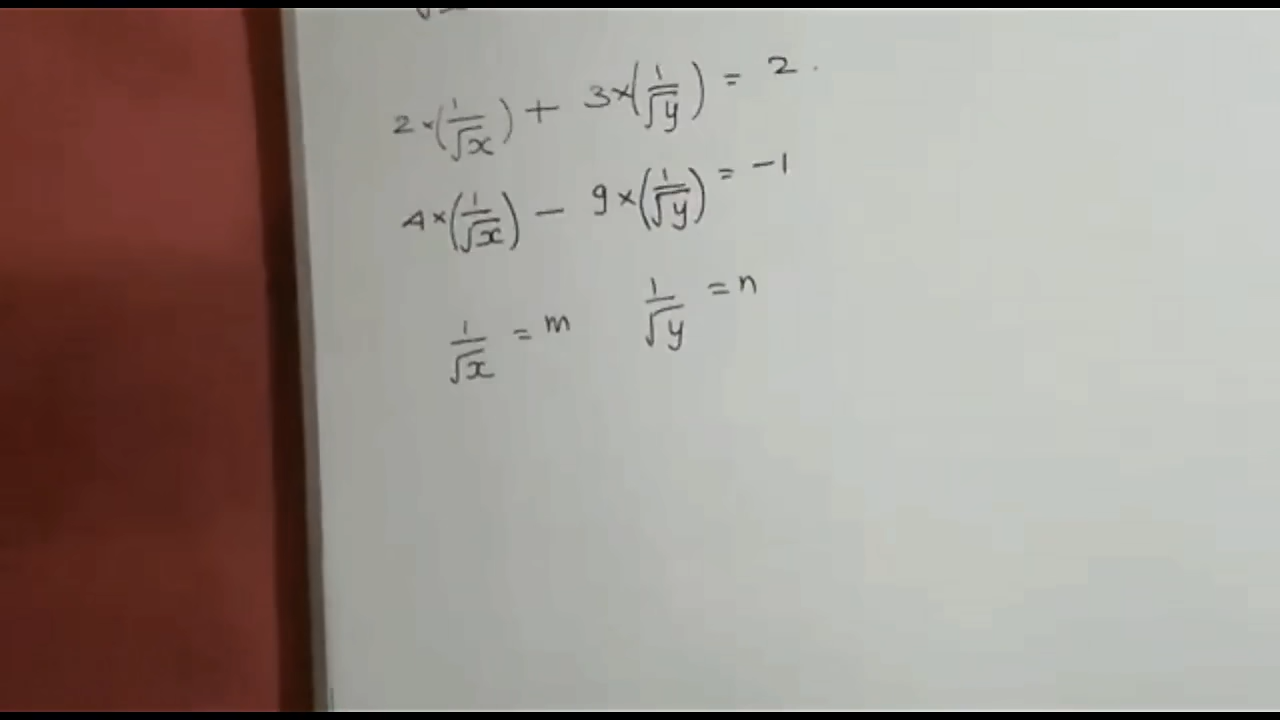 2×(1/√x) + 3×(1/√y) = 2.
4×(1/√x) − 9×(1/√y) = −1
1/√x = m 1/√y = n